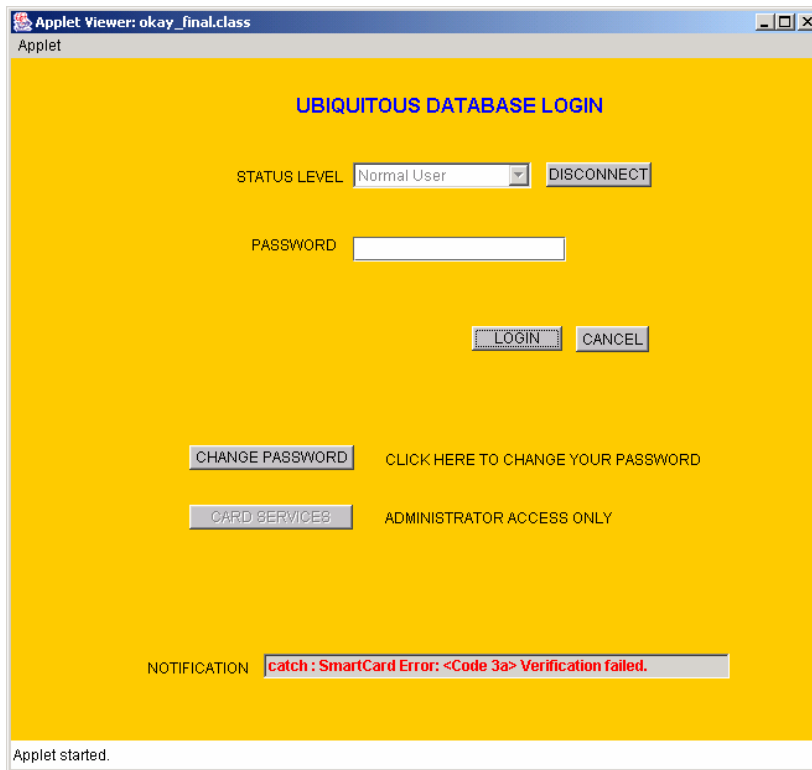 Applet Viewer: okay_final.class
Applet
UBIQUITOUS DATABASE LOGIN
STATUS LEVEL Normal User DISCONNECT
PASSWORD
LOGIN CANCEL
CHANGE PASSWORD CLICK HERE TO CHANGE YOUR PASSWORD
CARD SERVICES ADMINISTRATOR ACCESS ONLY
NOTIFICATION catch : SmartCard Error: <Code 3a> Verification failed.
Applet started.